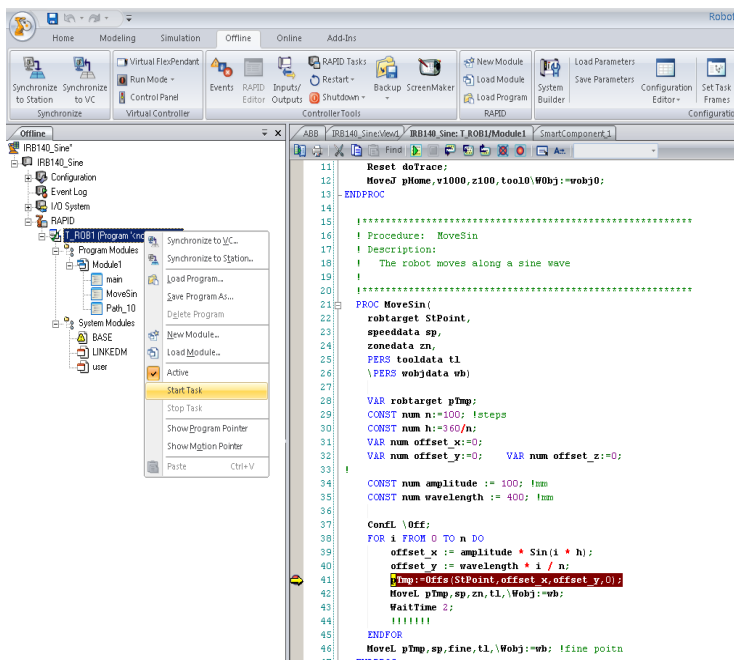 Robot
Home Modeling Simulation Offline Online Add-Ins
Synchronize to Station
Synchronize to VC
Synchronize
Virtual FlexPendant
Run Mode
Control Panel
Virtual Controller
Events
RAPID Editor
Inputs/ Outputs
RAPID Tasks
Restart
Shutdown
Backup
ScreenMaker
Controller Tools
New Module
Load Module
Load Program
RAPID
System Builder
Load Parameters
Save Parameters
Configuration Editor
Set Task Frames
Configuratio
Offline
IRB140_Sine*
IRB140_Sine
Configuration
Event Log
I/O System
RAPID
T_ROB1 (Program '<no
Program Modules
Module1
main
MoveSin
Path_10
System Modules
BASE
LINKEDM
user
Synchronize to VC...
Synchronize to Station...
Load Program...
Save Program As...
Delete Program
New Module...
Load Module...
Active
Start Task
Stop Task
Show Program Pointer
Show Motion Pointer
Paste Ctrl+V
ABB IRB140_Sine:View1 IRB140_Sine: T_ROB1/Module1 SmartComponent_1
Find
11 Reset doTrace;
12 MoveJ pHome,v1000,z100,tool0\WObj:=wobj0;
13 ENDPROC
14
15 !*****************************************************
16 ! Procedure: MoveSin
17 ! Description:
18 ! The robot moves along a sine wave
19 !
20 !*****************************************************
21 PROC MoveSin(
22 robtarget StPoint,
23 speeddata sp,
24 zonedata zn,
25 PERS tooldata tl
26 \PERS wobjdata wb)
27
28 VAR robtarget pTmp;
29 CONST num n:=100; !steps
30 CONST num h:=360/n;
31 VAR num offset_x:=0;
32 VAR num offset_y:=0; VAR num offset_z:=0;
33 !
34 CONST num amplitude := 100; !mm
35 CONST num wavelength := 400; !mm
36
37 ConfL \Off;
38 FOR i FROM 0 TO n DO
39 offset_x := amplitude * Sin(i * h);
40 offset_y := wavelength * i / n;
41 pTmp:=Offs(StPoint,offset_x,offset_y,0);
42 MoveL pTmp,sp,zn,tl,\Wobj:=wb;
43 WaitTime 2;
44 !!!!!!!
45 ENDFOR
46 MoveL pTmp,sp,fine,tl,\Wobj:=wb; !fine poitn